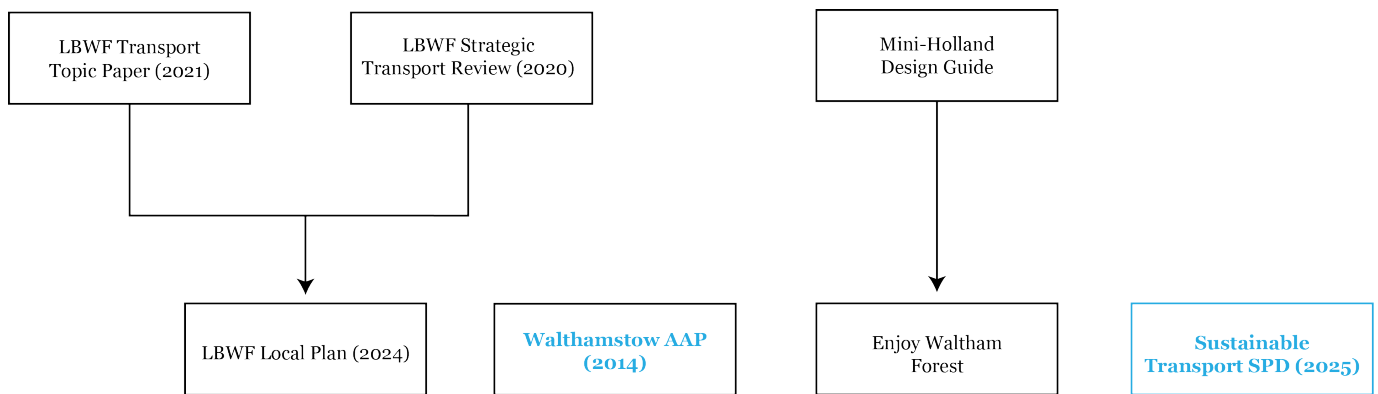 LBWF Transport
Topic Paper (2021)
LBWF Strategic
Transport Review (2020)
Mini-Holland
Design Guide
LBWF Local Plan (2024)
Walthamstow AAP
(2014)
Enjoy Waltham
Forest
Sustainable
Transport SPD (2025)